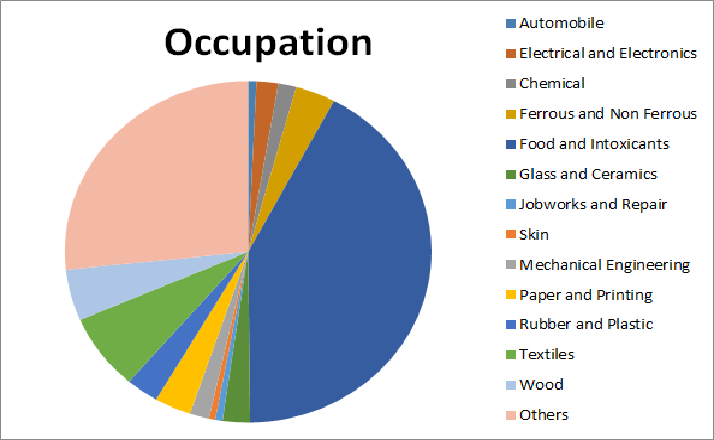 Occupation
Automobile
Electrical and Electronics
Chemical
Ferrous and Non Ferrous
Food and Intoxicants
Glass and Ceramics
Jobworks and Repair
Skin
Mechanical Engineering
Paper and Printing
Rubber and Plastic
Textiles
Wood
Others